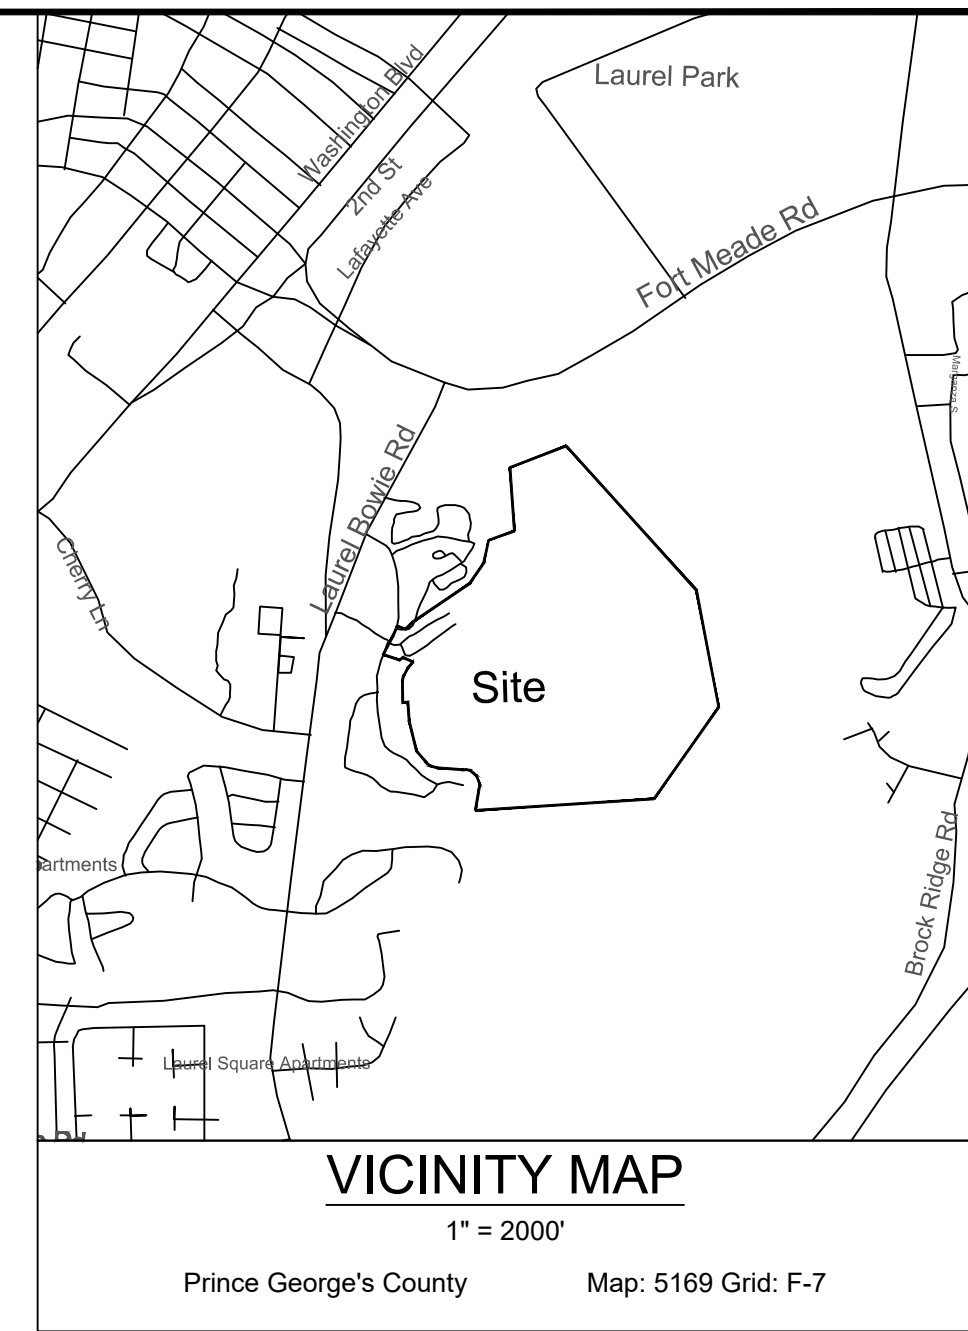 Laurel Park
Washington Blvd
2nd St
Lafayette Ave
Fort Meade Rd
Laurel Bowie Rd
Cherry Ln
Site
Brock Ridge Rd
Laurel Square Apartments
VICINITY MAP
1" = 2000'
Prince George's County Map: 5169 Grid: F-7